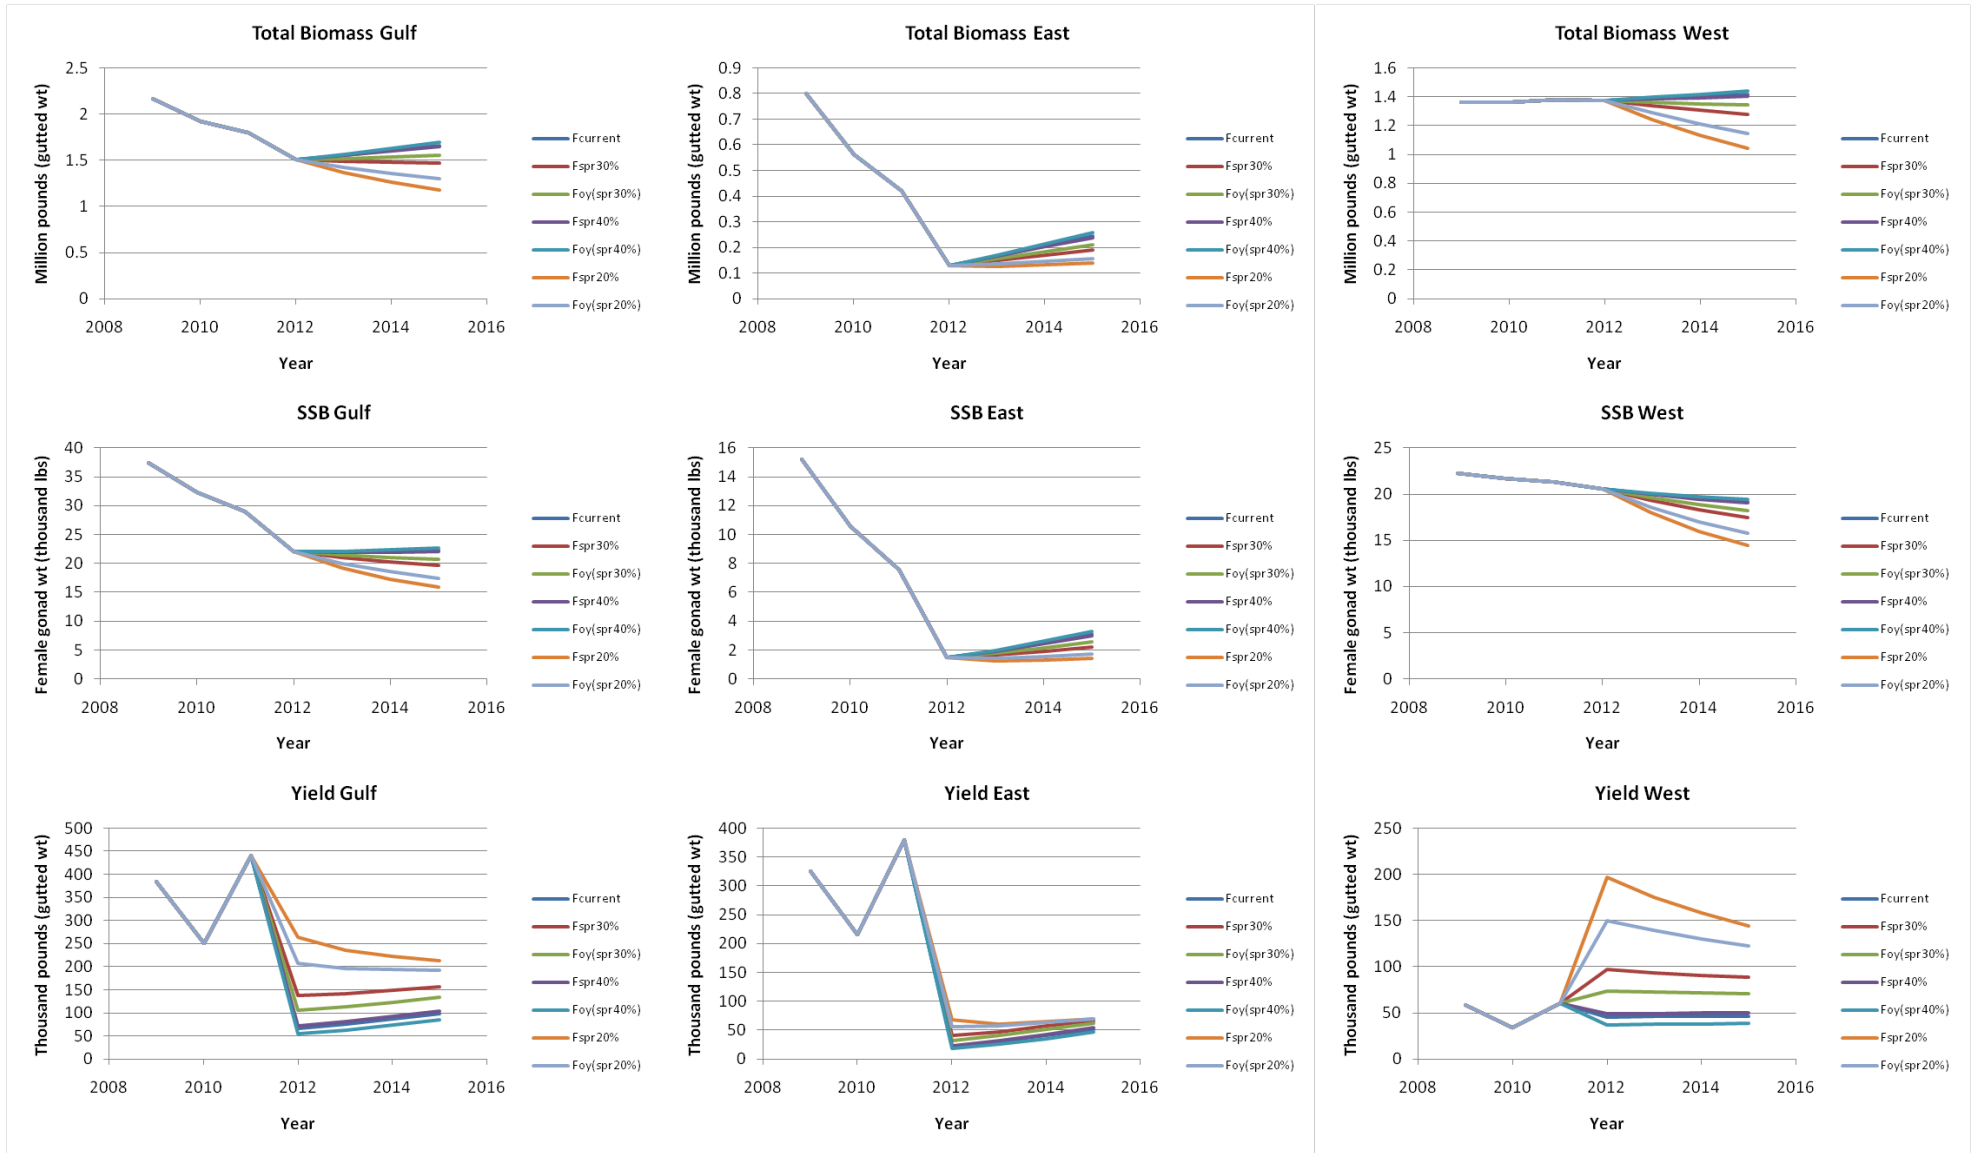 Total Biomass Gulf
Million pounds (gutted wt)
2.5
2
1.5
1
0.5
0
2008 2010 2012 2014 2016
Year
Fcurrent
Fspr30%
Foy(spr30%)
Fspr40%
Foy(spr40%)
Fspr20%
Foy(spr20%)
Total Biomass East
Million pounds (gutted wt)
0.9
0.8
0.7
0.6
0.5
0.4
0.3
0.2
0.1
0
2008 2010 2012 2014 2016
Year
Fcurrent
Fspr30%
Foy(spr30%)
Fspr40%
Foy(spr40%)
Fspr20%
Foy(spr20%)
Total Biomass West
Million pounds (gutted wt)
1.6
1.4
1.2
1
0.8
0.6
0.4
0.2
0
2008 2010 2012 2014 2016
Year
Fcurrent
Fspr30%
Foy(spr30%)
Fspr40%
Foy(spr40%)
Fspr20%
Foy(spr20%)
SSB Gulf
Female gonad wt (thousand lbs)
40
35
30
25
20
15
10
5
0
2008 2010 2012 2014 2016
Year
Fcurrent
Fspr30%
Foy(spr30%)
Fspr40%
Foy(spr40%)
Fspr20%
Foy(spr20%)
SSB East
Female gonad wt (thousand lbs)
16
14
12
10
8
6
4
2
0
2008 2010 2012 2014 2016
Year
Fcurrent
Fspr30%
Foy(spr30%)
Fspr40%
Foy(spr40%)
Fspr20%
Foy(spr20%)
SSB West
Female gonad wt (thousand lbs)
25
20
15
10
5
0
2008 2010 2012 2014 2016
Year
Fcurrent
Fspr30%
Foy(spr30%)
Fspr40%
Foy(spr40%)
Fspr20%
Foy(spr20%)
Yield Gulf
Thousand pounds (gutted wt)
500
450
400
350
300
250
200
150
100
50
0
2008 2010 2012 2014 2016
Year
Fcurrent
Fspr30%
Foy(spr30%)
Fspr40%
Foy(spr40%)
Fspr20%
Foy(spr20%)
Yield East
Thousand pounds (gutted wt)
400
350
300
250
200
150
100
50
0
2008 2010 2012 2014 2016
Year
Fcurrent
Fspr30%
Foy(spr30%)
Fspr40%
Foy(spr40%)
Fspr20%
Foy(spr20%)
Yield West
Thousand pounds (gutted wt)
250
200
150
100
50
0
2008 2010 2012 2014 2016
Year
Fcurrent
Fspr30%
Foy(spr30%)
Fspr40%
Foy(spr40%)
Fspr20%
Foy(spr20%)